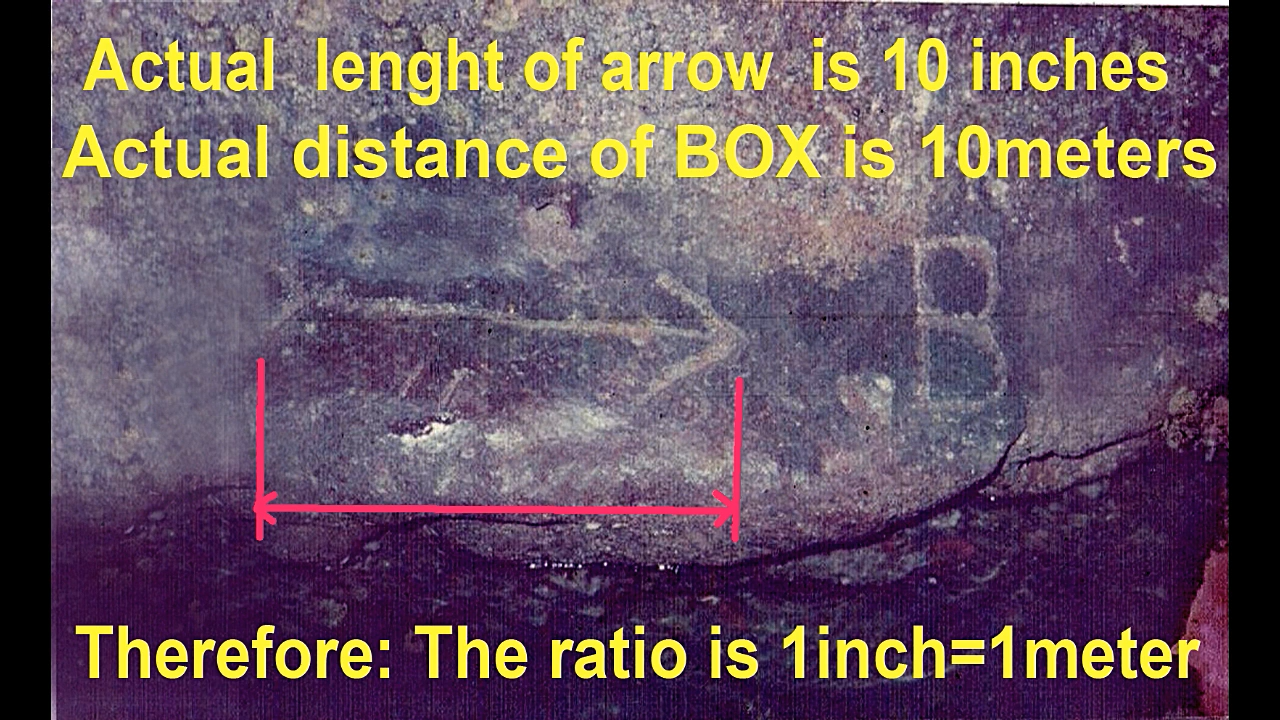 Actual lenght of arrow is 10 inches
Actual distance of BOX is 10meters
B
Therefore: The ratio is 1inch=1meter